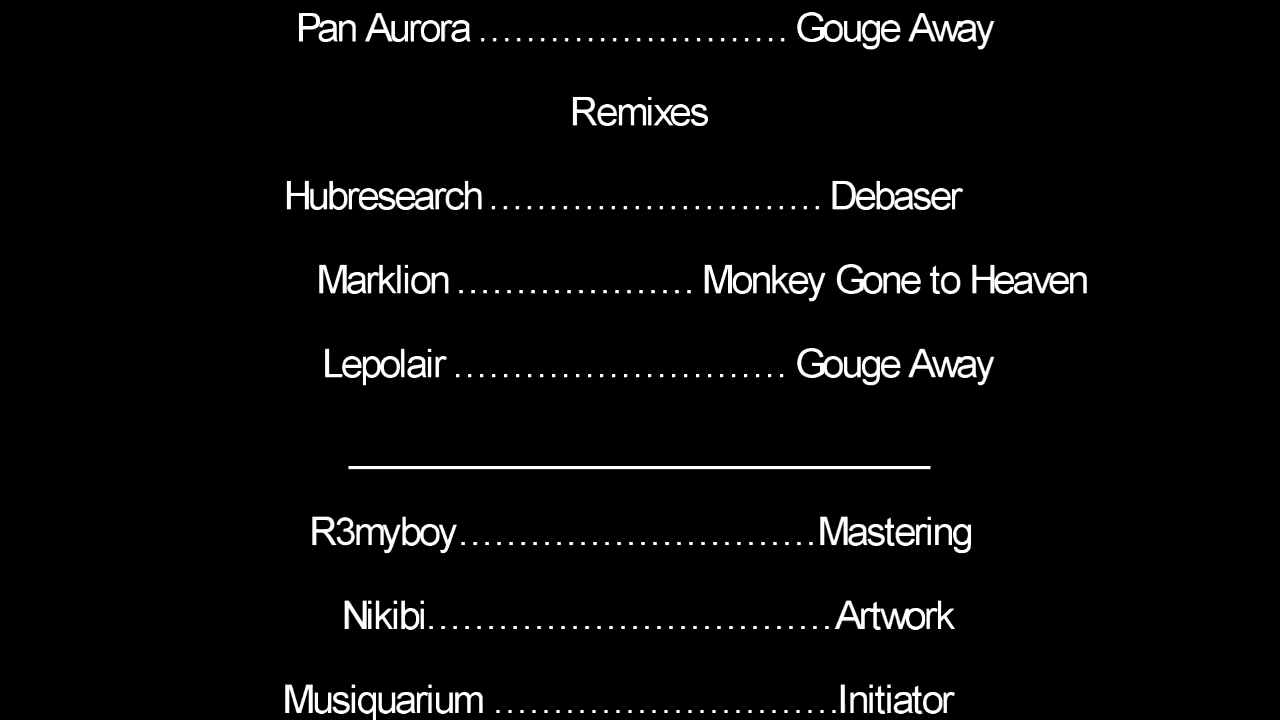 Pan Aurora .......................... Gouge Away
Remixes
Hubresearch ............................ Debaser
Marklion .................... Monkey Gone to Heaven
Lepolair ............................ Gouge Away
R3myboy..............................Mastering
Nikibi..................................Artwork
Musiquarium .............................Initiator